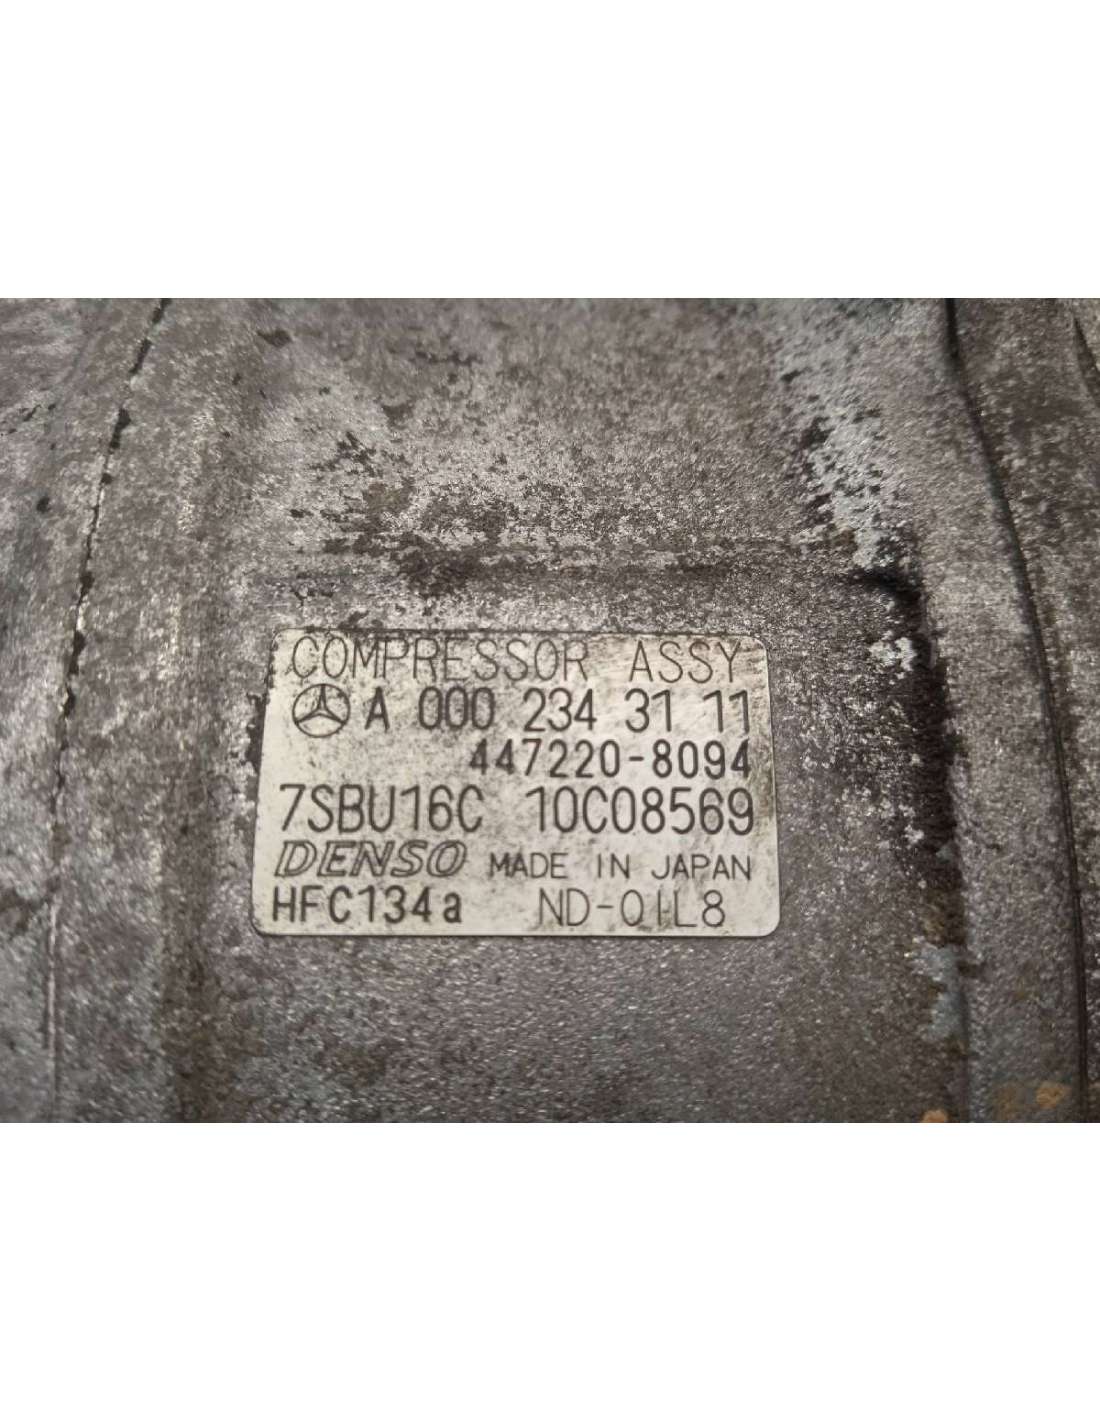 COMPRESSOR ASSY
A 000 234 31 11
447220-8094
7SBU16C 10C08569
DENSO MADE IN JAPAN
HFC134a ND-OIL8